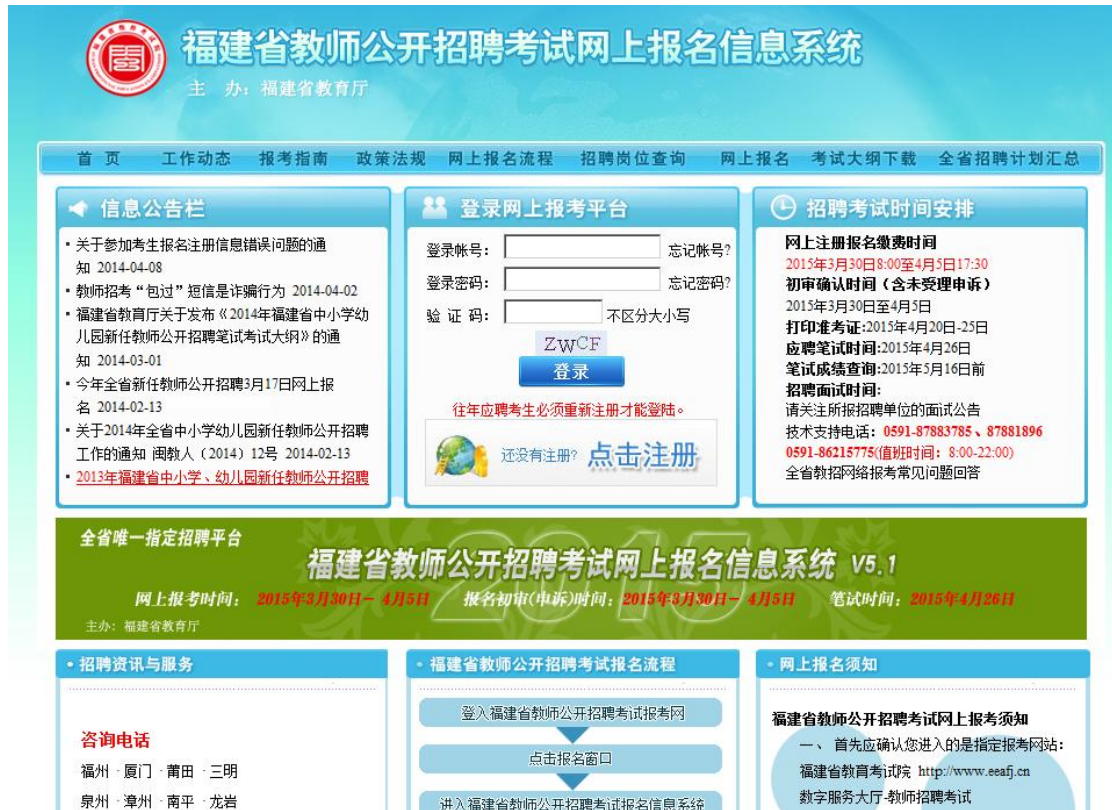 福建省教师公开招聘考试网上报名信息系统
主 办：福建省教育厅
首 页 工作动态 报考指南 政策法规 网上报名流程 招聘岗位查询 网上报名 考试大纲下载 全省招聘计划汇总
信息公告栏
·关于参加考生报名注册信息错误问题的通
知 2014-04-08
·教师招考“包过”短信是诈骗行为 2014-04-02
·福建省教育厅关于发布《2014年福建省中小学幼
儿园新任教师公开招聘笔试考试大纲》的通
知 2014-03-01
·今年全省新任教师公开招聘3月17日网上报
名 2014-02-13
·关于2014年全省中小学幼儿园新任教师公开招聘
工作的通知 闽教人（2014）12号 2014-02-13
·2013年福建省中小学、幼儿园新任教师公开招聘
登录网上报考平台
登录帐号： 忘记帐号?
登录密码： 忘记密码?
验 证 码： 不区分大小写
ZWCF
登录
往年应聘考生必须重新注册才能登陆。
还没有注册? 点击注册
招聘考试时间安排
网上注册报名缴费时间
2015年3月30日8:00至4月5日17:30
初审确认时间（含未受理申诉）
2015年3月30日至4月5日
打印准考证:2015年4月20日-25日
应聘笔试时间:2015年4月26日
笔试成绩查询:2015年5月16日前
招聘面试时间:
请关注所报招聘单位的面试公告
技术支持电话：0591-87883785、87881896
0591-86215775(值班时间：8:00-22:00)
全省教招网络报考常见问题回答
全省唯一指定招聘平台
福建省教师公开招聘考试网上报名信息系统 V5.1
网上报考时间：2015年3月30日— 4月5日 报名初审(申诉)时间：2015年3月30日— 4月5日 笔试时间：2015年4月26日
主办：福建省教育厅
2015
·招聘资讯与服务
咨询电话
福州 ·厦门 ·莆田 ·三明
泉州 ·漳州 ·南平 ·龙岩
·福建省教师公开招聘考试报名流程
登入福建省教师公开招聘考试报考网
点击报名窗口
进入福建省教师公开招聘考试报名信息系统
·网上报名须知
福建省教师公开招聘考试网上报考须知
一、 首先应确认您进入的是指定报考网站：
福建省教育考试院 http://www.eeafj.cn
数字服务大厅-教师招聘考试